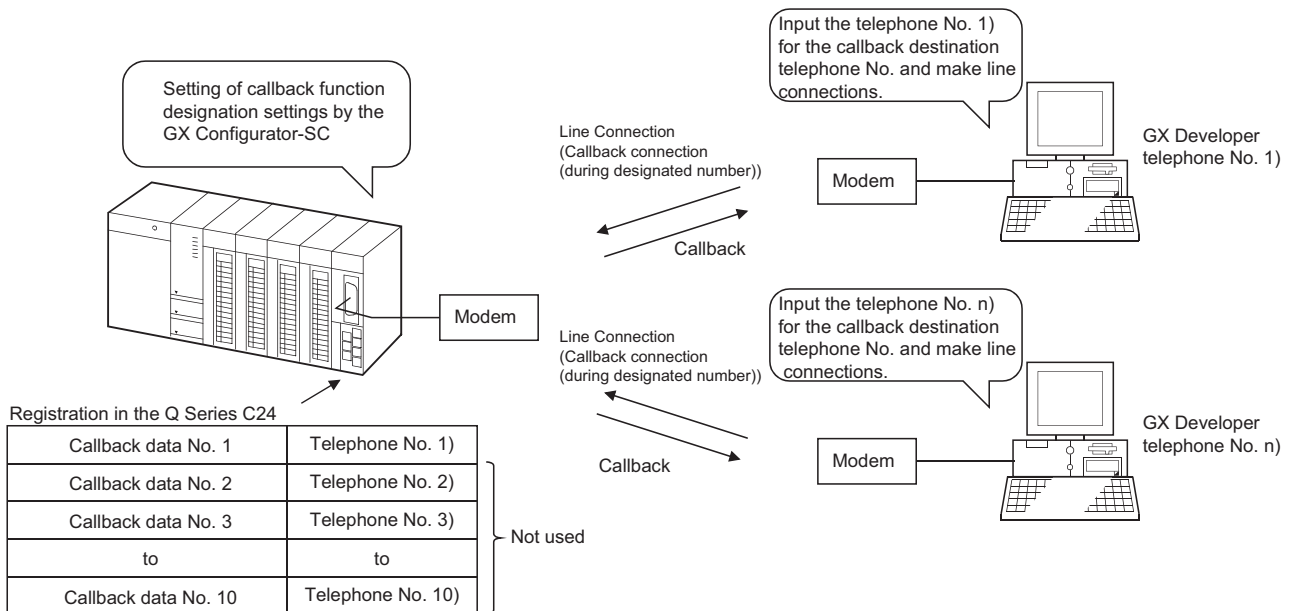 Setting of callback function
designation settings by the
GX Configurator-SC
Input the telephone No. 1)
for the callback destination
telephone No. and make line
connections.
Line Connection
(Callback connection
(during designated number))
Modem
GX Developer
telephone No. 1)
Callback
Modem
Input the telephone No. n)
for the callback destination
telephone No. and make line
connections.
Line Connection
(Callback connection
(during designated number))
Callback
Modem
GX Developer
telephone No. n)
Registration in the Q Series C24
Callback data No. 1 Telephone No. 1)
Callback data No. 2 Telephone No. 2)
Callback data No. 3 Telephone No. 3)
to to
Callback data No. 10 Telephone No. 10)
Not used